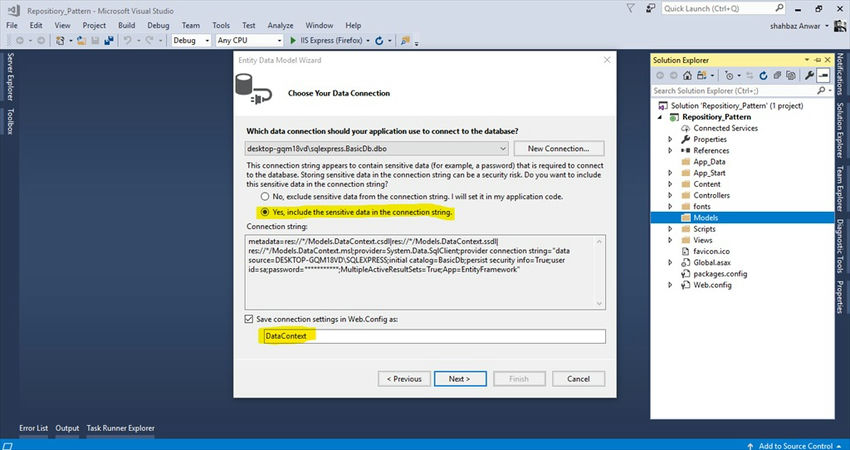 Repositiory_Pattern - Microsoft Visual Studio
Quick Launch (Ctrl+Q)
File Edit View Project Build Debug Team Tools Test Analyze Window Help
shahbaz Anwar
Debug Any CPU IIS Express (Firefox)
Server Explorer
Toolbox
Entity Data Model Wizard
Choose Your Data Connection
Which data connection should your application use to connect to the database?
desktop-gqm18vd\sqlexpress.BasicDb.dbo
New Connection...
This connection string appears to contain sensitive data (for example, a password) that is required to connect
to the database. Storing sensitive data in the connection string can be a security risk. Do you want to include
this sensitive data in the connection string?
No, exclude sensitive data from the connection string. I will set it in my application code.
Yes, include the sensitive data in the connection string.
Connection string:
metadata=res://*/Models.DataContext.csdl|res://*/Models.DataContext.ssdl|
res://*/Models.DataContext.msl;provider=System.Data.SqlClient;provider connection string="data
source=DESKTOP-GQM18VD\SQLEXPRESS;initial catalog=BasicDb;persist security info=True;user
id=sa;password=***********;MultipleActiveResultSets=True;App=EntityFramework"
Save connection settings in Web.Config as:
DataContext
< Previous
Next >
Finish
Cancel
Solution Explorer
Search Solution Explorer (Ctrl+;)
Solution 'Repositiory_Pattern' (1 project)
Repositiory_Pattern
Connected Services
Properties
References
App_Data
App_Start
Content
Controllers
fonts
Models
Scripts
Views
favicon.ico
Global.asax
packages.config
Web.config
Notifications
Solution Explorer
Team Explorer
Diagnostic Tools
Properties
Error List Output Task Runner Explorer
Add to Source Control